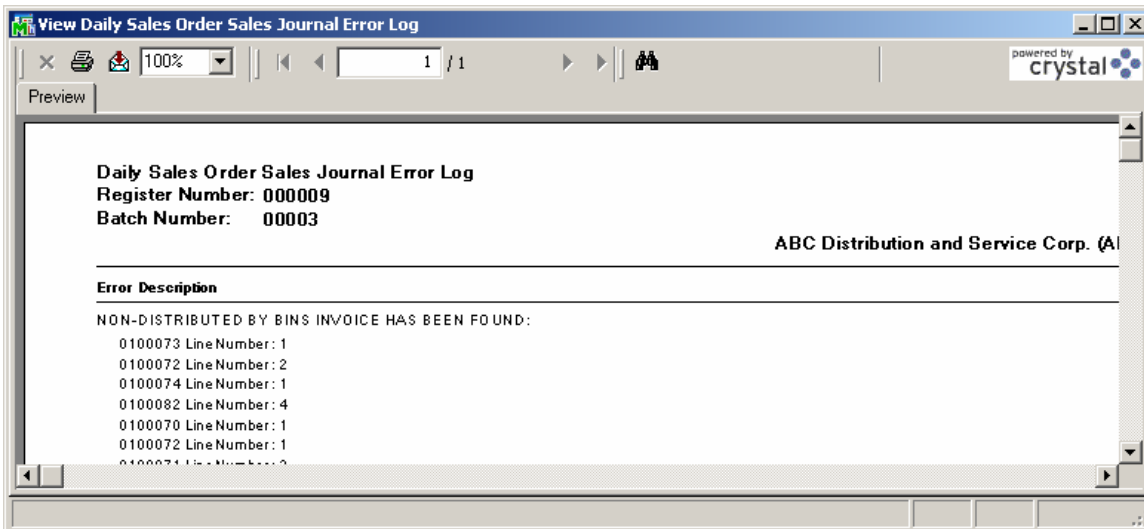 View Daily Sales Order Sales Journal Error Log
100% 1 / 1 powered by crystal
Preview
Daily Sales Order Sales Journal Error Log
Register Number: 000009
Batch Number: 00003
ABC Distribution and Service Corp. (A
Error Description
NON-DISTRIBUTED BY BINS INVOICE HAS BEEN FOUND:
0100073 Line Number: 1
0100072 Line Number: 2
0100074 Line Number: 1
0100082 Line Number: 4
0100070 Line Number: 1
0100072 Line Number: 1